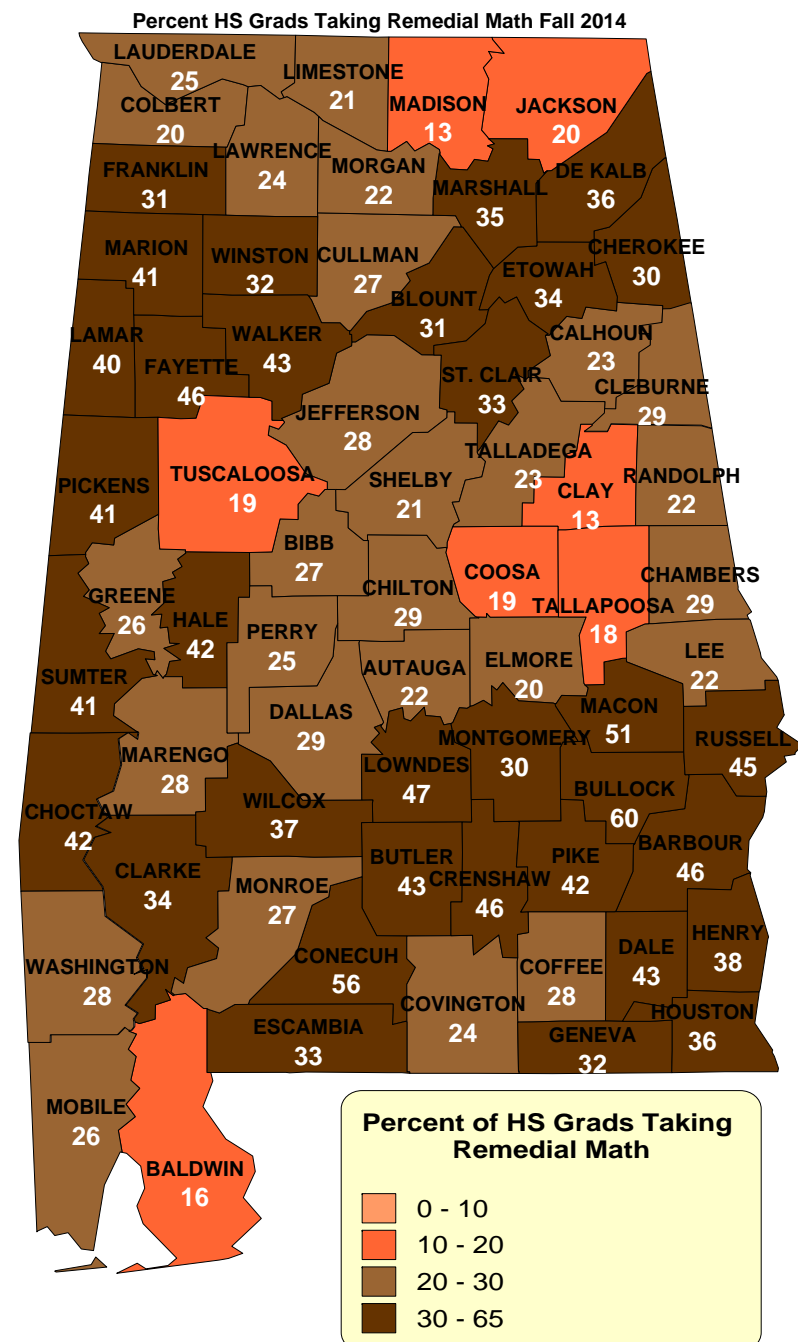 Percent HS Grads Taking Remedial Math Fall 2014
LAUDERDALE
25
LIMESTONE
21
MADISON
13
JACKSON
20
COLBERT
20
LAWRENCE
24
MORGAN
22
FRANKLIN
31
MARSHALL
35
DE KALB
36
MARION
41
WINSTON
32
CULLMAN
27
BLOUNT
31
ETOWAH
34
CHEROKEE
30
LAMAR
40
FAYETTE
46
WALKER
43
ST. CLAIR
33
CALHOUN
23
CLEBURNE
29
JEFFERSON
28
TALLADEGA
23
PICKENS
41
TUSCALOOSA
19
SHELBY
21
CLAY
13
RANDOLPH
22
BIBB
27
GREENE
26
HALE
42
PERRY
25
CHILTON
29
COOSA
19
TALLAPOOSA
18
CHAMBERS
29
SUMTER
41
AUTAUGA
22
ELMORE
20
LEE
22
MARENGO
28
DALLAS
29
LOWNDES
47
MONTGOMERY
30
MACON
51
RUSSELL
45
CHOCTAW
42
WILCOX
37
BULLOCK
60
CLARKE
34
MONROE
27
BUTLER
43
CRENSHAW
46
PIKE
42
BARBOUR
46
WASHINGTON
28
CONECUH
56
COVINGTON
24
COFFEE
28
DALE
43
HENRY
38
ESCAMBIA
33
GENEVA
32
HOUSTON
36
MOBILE
26
BALDWIN
16
Percent of HS Grads Taking
Remedial Math
0 - 10
10 - 20
20 - 30
30 - 65